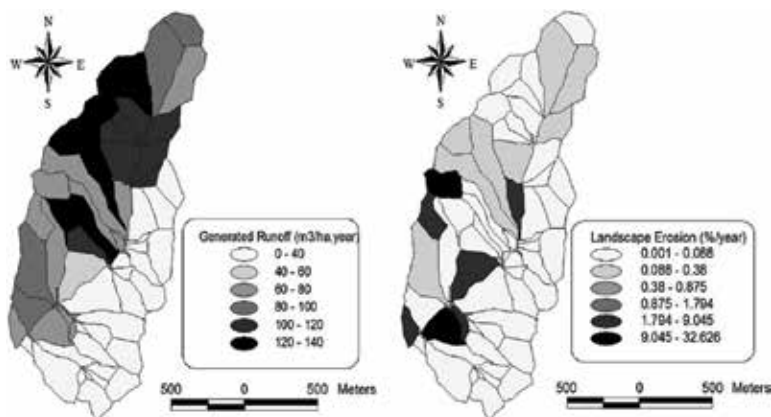 N
W E
S
Generated Runoff (m3/ha,year)
0 - 40
40 - 60
60 - 80
80 - 100
100 - 120
120 - 140
500 0 500 Meters
N
W E
S
Landscape Erosion (%/year)
0.001 - 0.088
0.088 - 0.38
0.38 - 0.875
0.875 - 1.794
1.794 - 9.045
9.045 - 32.626
500 0 500 Meters